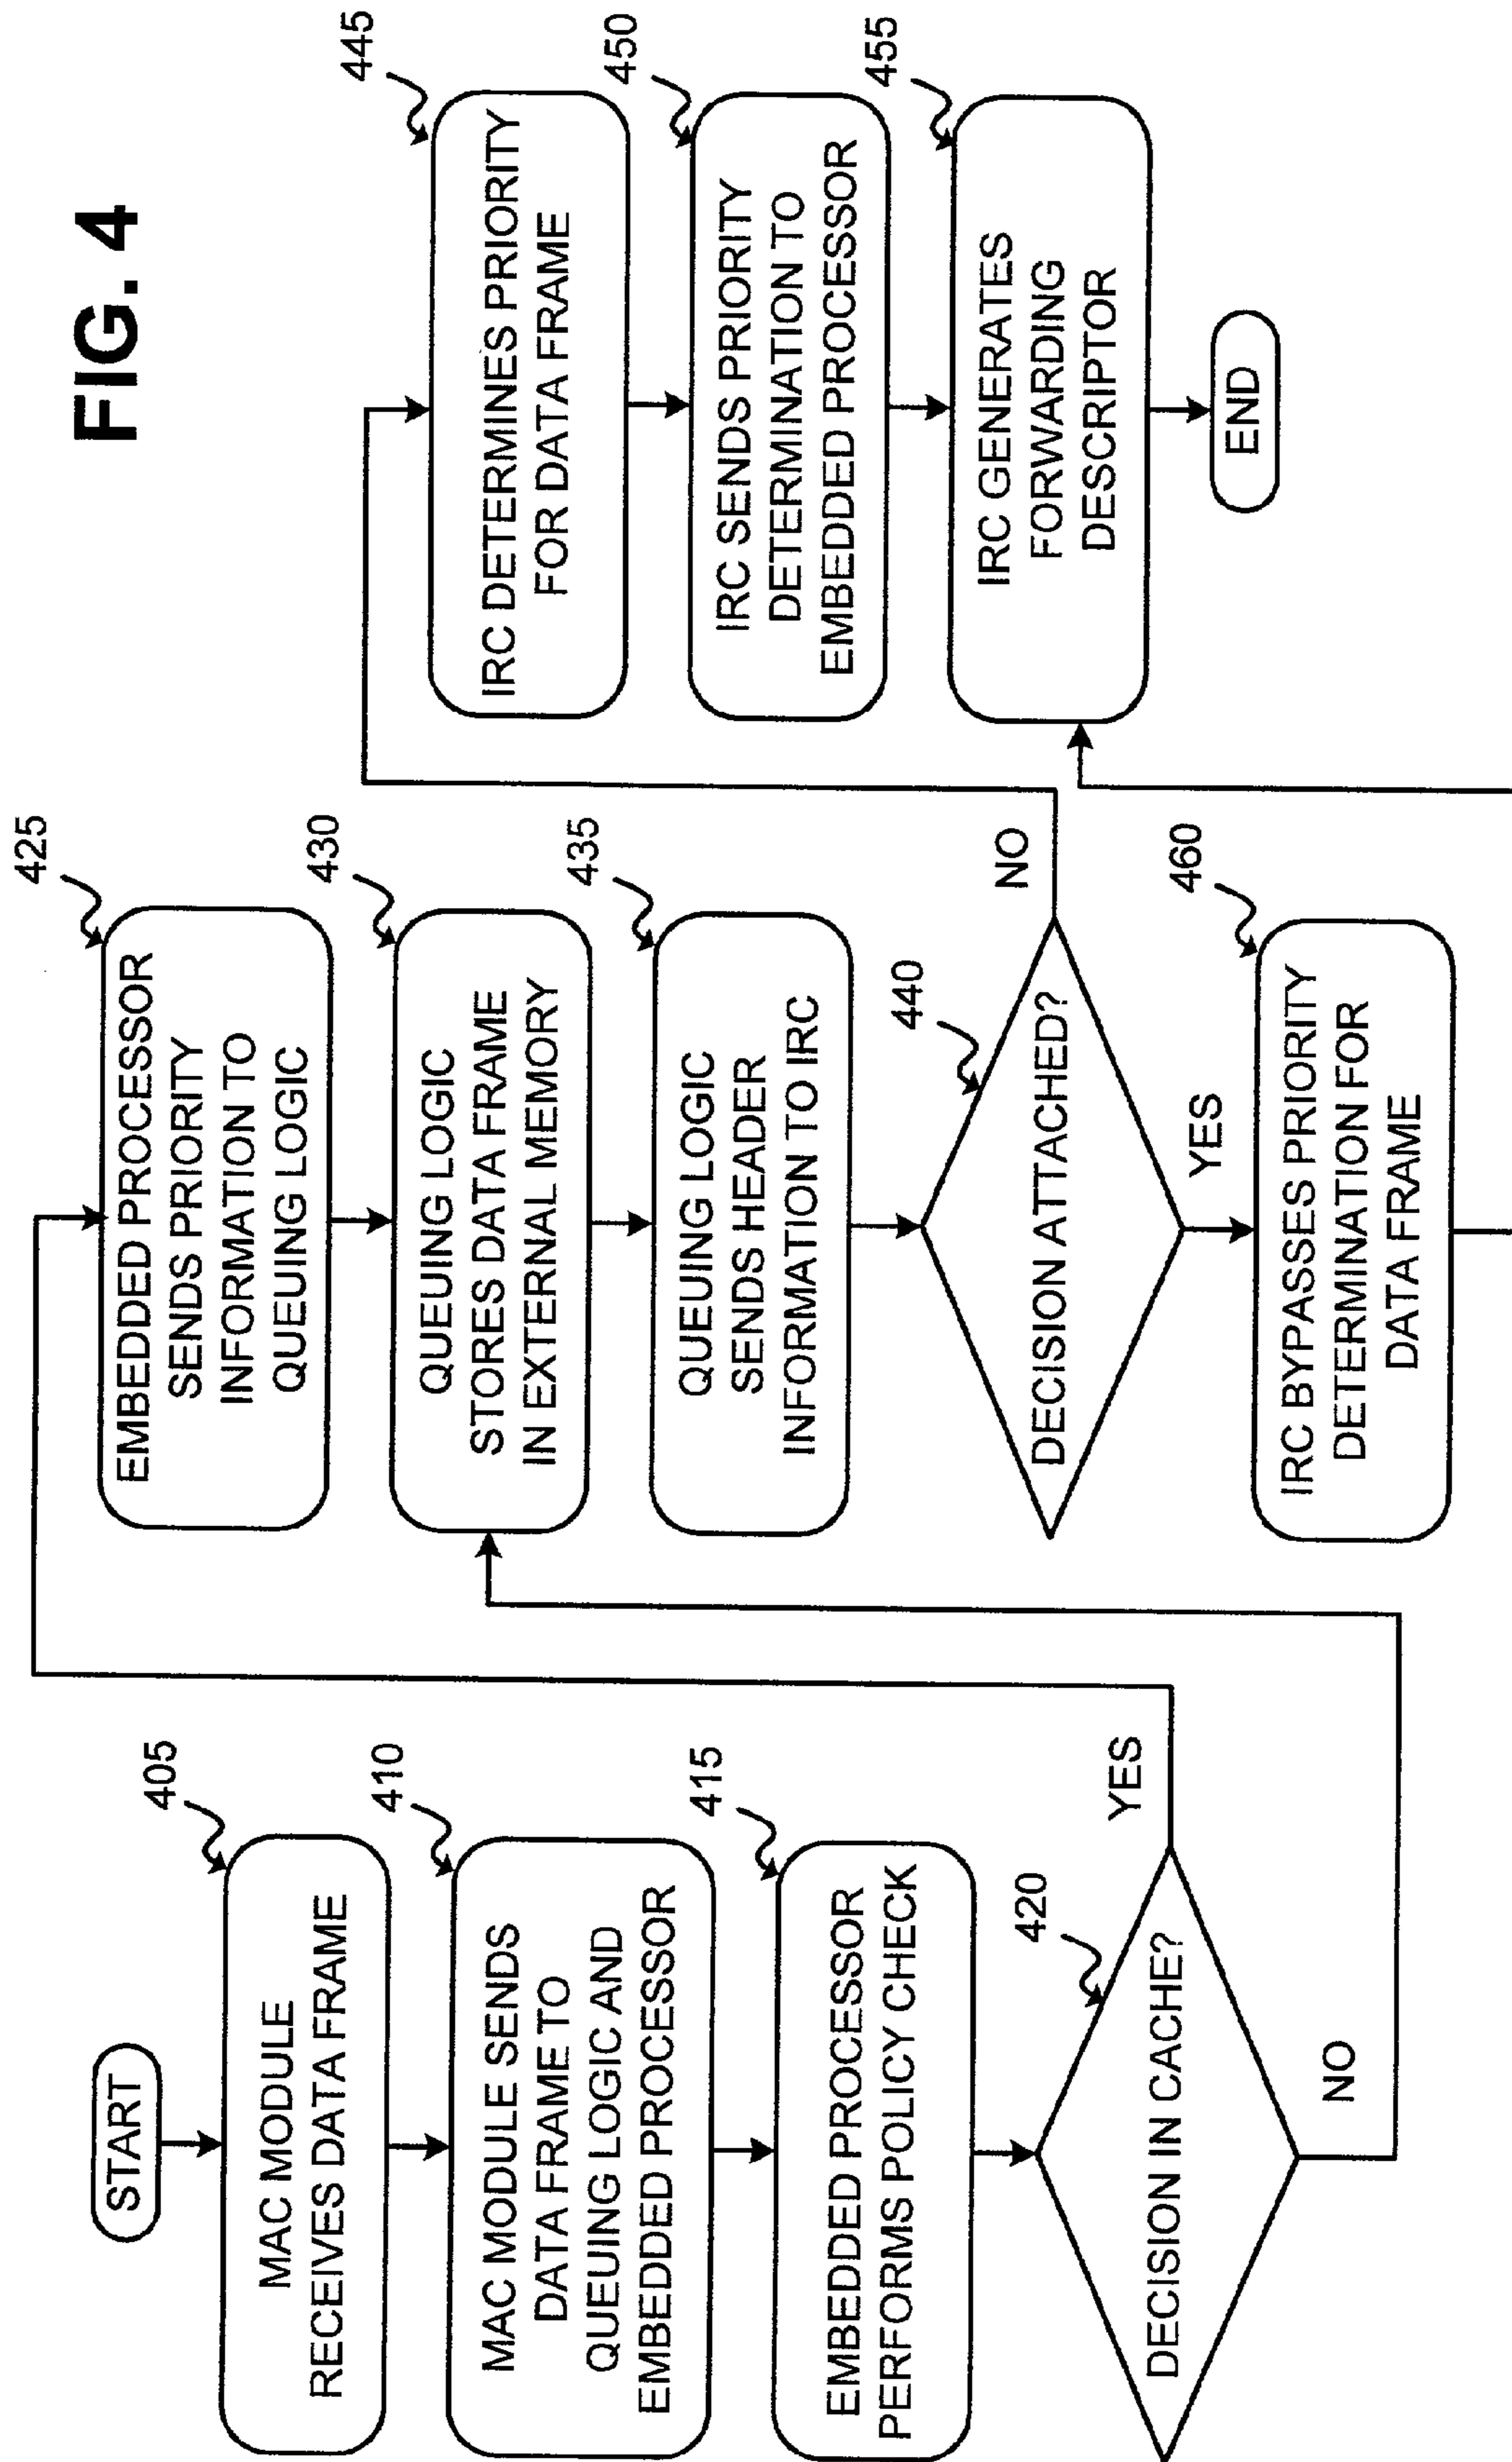 FIG. 4
START
405
MAC MODULE
RECEIVES DATA FRAME
410
MAC MODULE SENDS
DATA FRAME TO
QUEUING LOGIC AND
EMBEDDED PROCESSOR
415
EMBEDDED PROCESSOR
PERFORMS POLICY CHECK
420
DECISION IN CACHE?
YES
NO
425
EMBEDDED PROCESSOR
SENDS PRIORITY
INFORMATION TO
QUEUING LOGIC
430
QUEUING LOGIC
STORES DATA FRAME
IN EXTERNAL MEMORY
435
QUEUING LOGIC
SENDS HEADER
INFORMATION TO IRC
440
DECISION ATTACHED?
NO
YES
460
IRC BYPASSES PRIORITY
DETERMINATION FOR
DATA FRAME
445
IRC DETERMINES PRIORITY
FOR DATA FRAME
450
IRC SENDS PRIORITY
DETERMINATION TO
EMBEDDED PROCESSOR
455
IRC GENERATES
FORWARDING
DESCRIPTOR
END